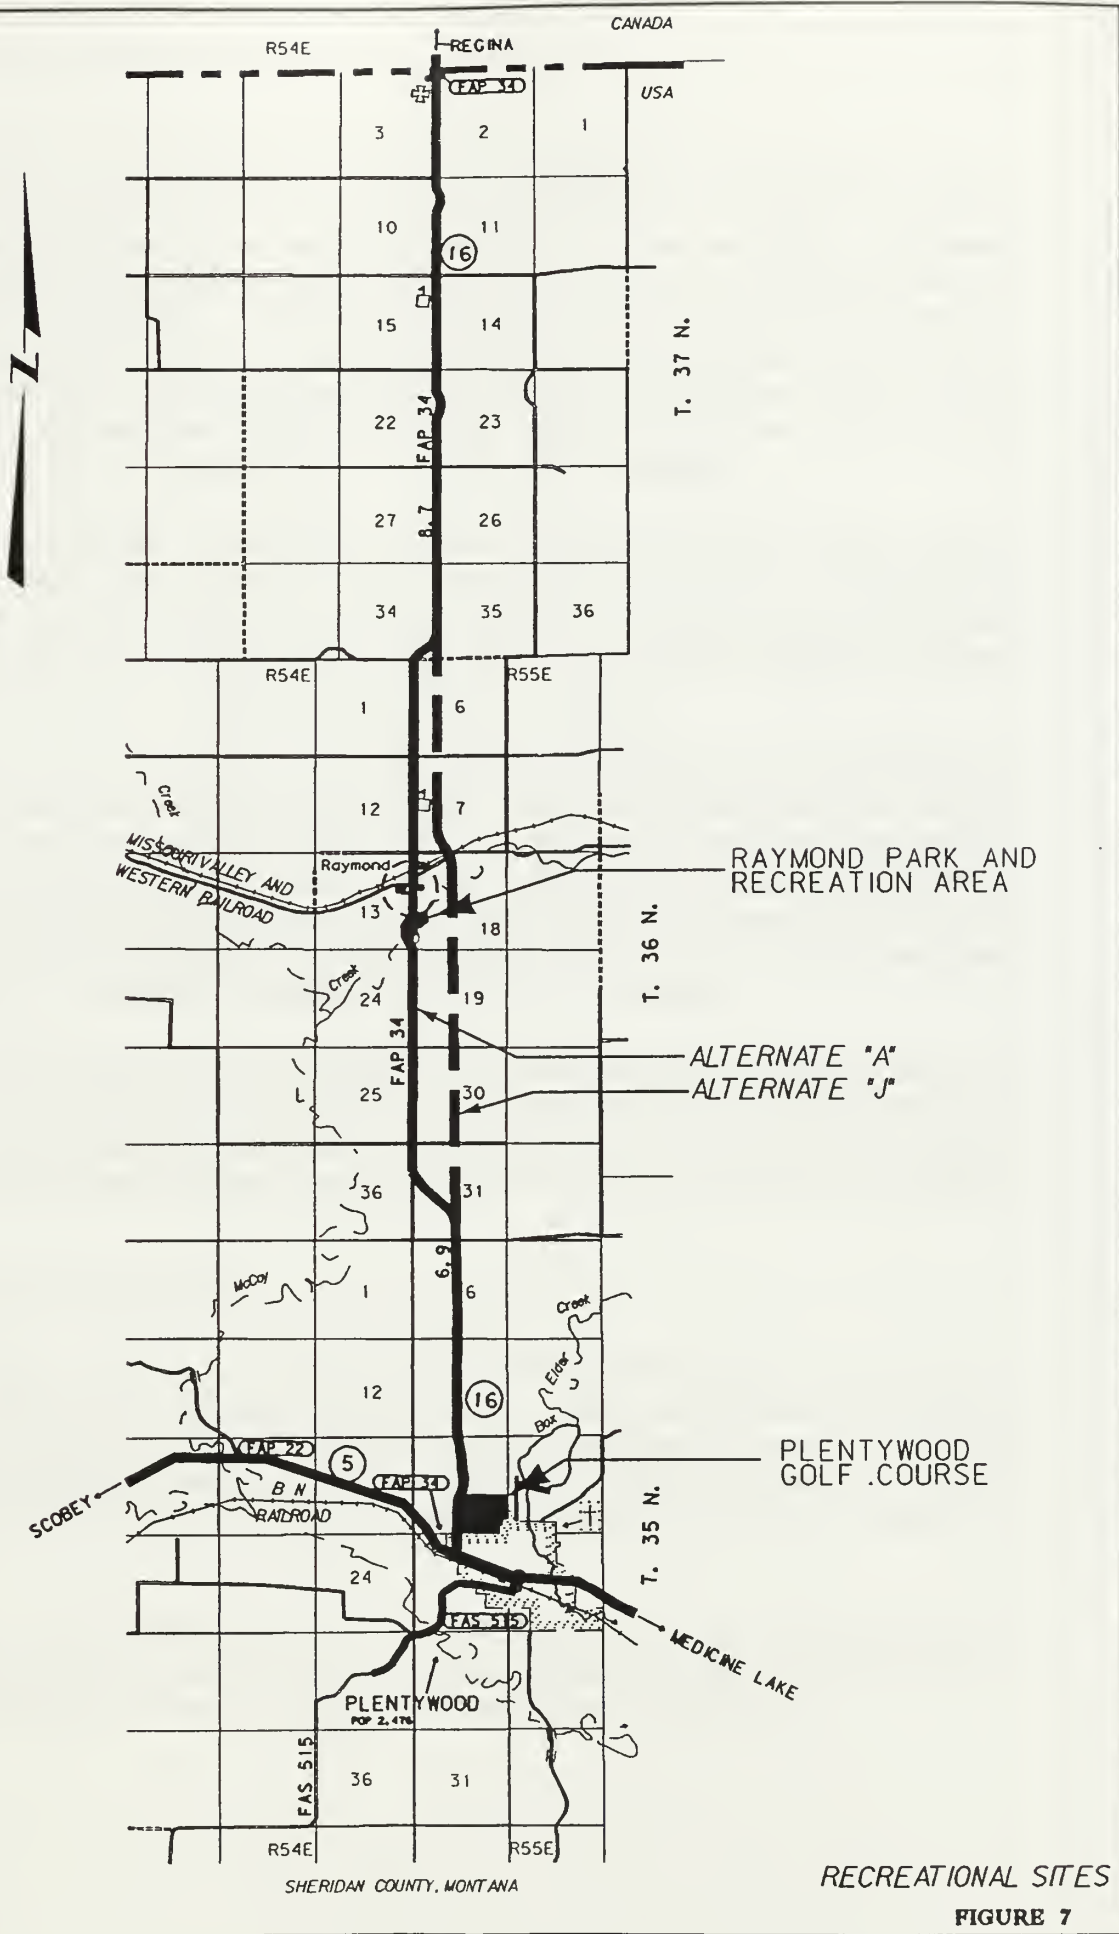 CANADA
R54E
REGINA
FAP 34
USA
3
2
1
10
11
16
15
14
T. 37 N.
N
22
FAP 34
23
27
8.7
26
34
35
36
R54E
R55E
1
6
Creek
12
7
MISSOURI VALLEY AND
WESTERN RAILROAD
Raymond
RAYMOND PARK AND
RECREATION AREA
13
18
T. 36 N.
Creek
24
19
FAP 34
ALTERNATE "A"
ALTERNATE "J"
25
30
36
31
6.9
McCoy
1
6
Creek
Elder
Box
12
16
FAP 22
5
FAP 34
PLENTYWOOD
GOLF .COURSE
B N
RAILROAD
SCOBEY
T. 35 N.
24
FAS 515
MEDICINE LAKE
PLENTYWOOD
POP 2,476
FAS 515
36
31
R54E
R55E
SHERIDAN COUNTY, MONTANA
RECREATIONAL SITES
FIGURE 7